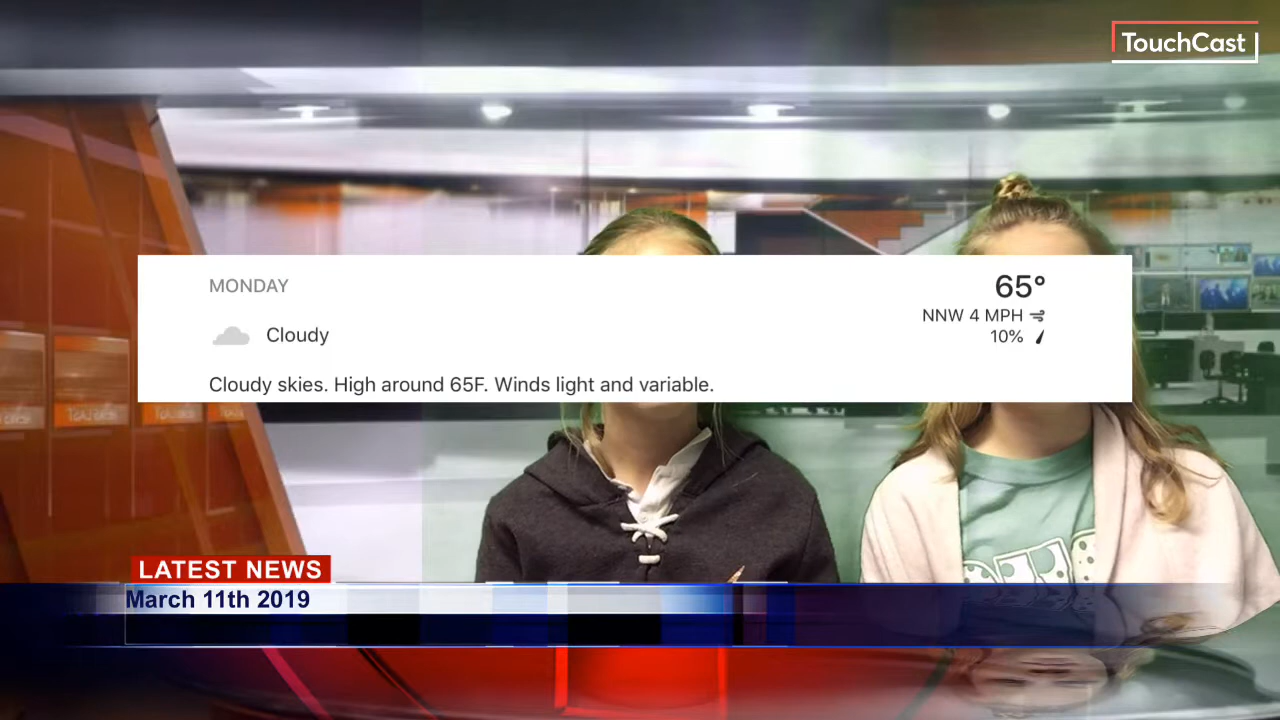 TouchCast
MONDAY
65°
NNW 4 MPH
Cloudy
10%
Cloudy skies. High around 65F. Winds light and variable.
LATEST NEWS
March 11th 2019